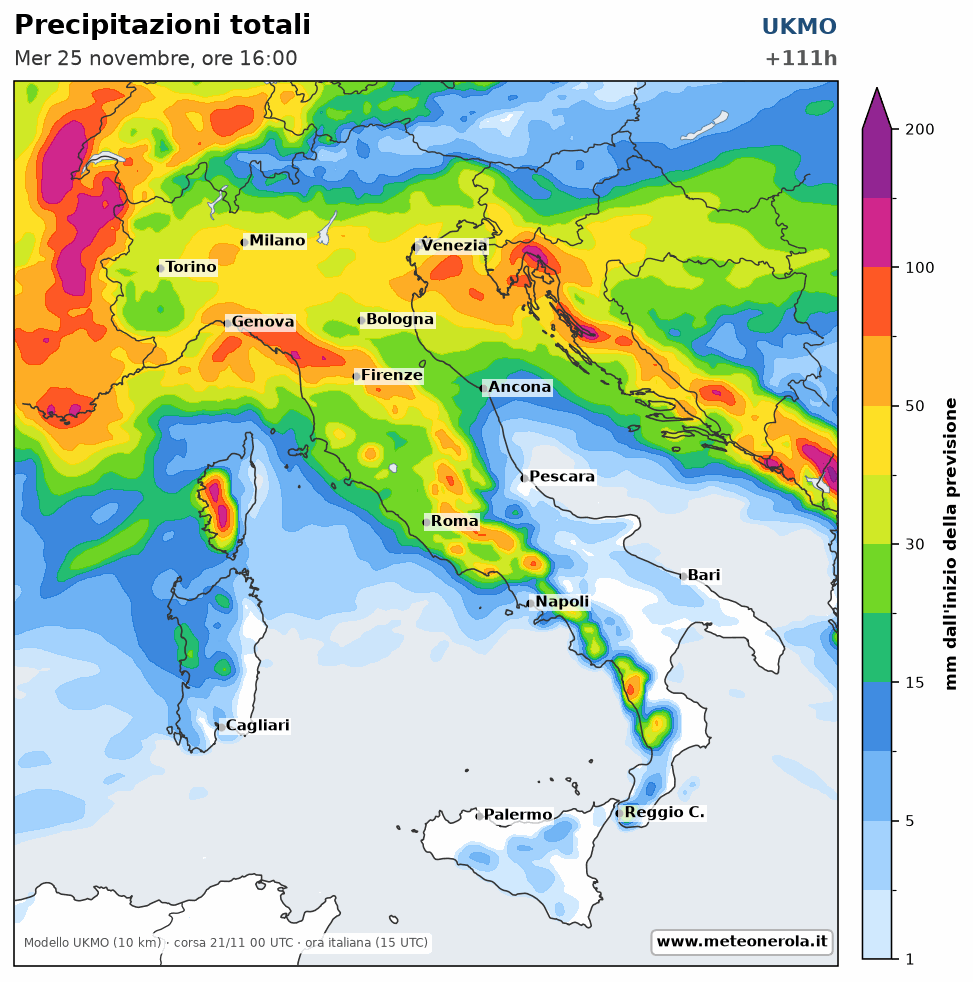 Precipitazioni totali
UKMO
Mer 25 novembre, ore 16:00
+111h
Milano
Venezia
Torino
Genova
Bologna
Firenze
Ancona
Pescara
Roma
Bari
Napoli
Cagliari
Palermo
Reggio C.
200
100
50
30
15
5
1
mm dall'inizio della previsione
Modello UKMO (10 km) · corsa 21/11 00 UTC · ora italiana (15 UTC)
www.meteonerola.it